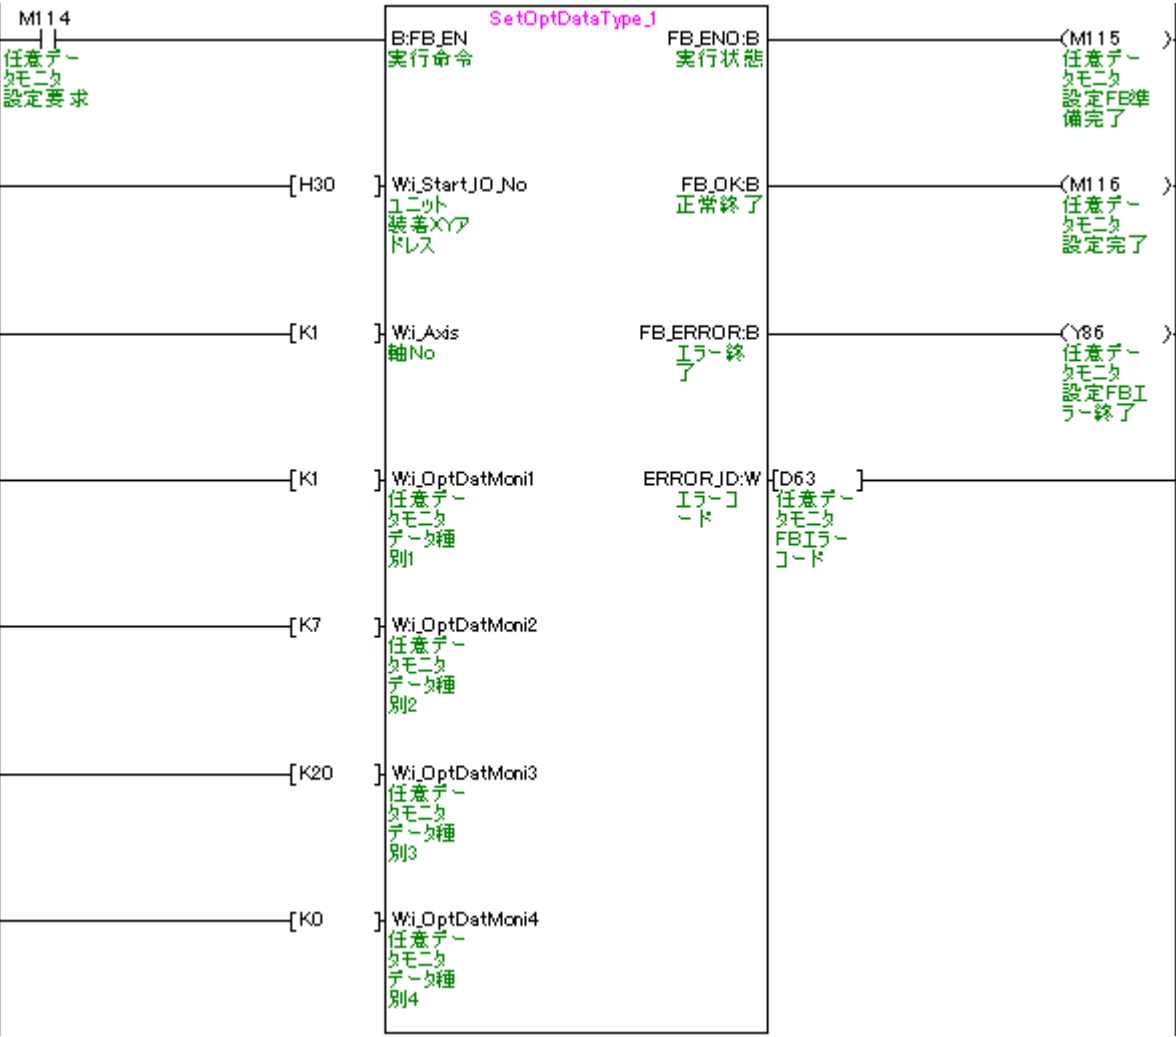 M114
任意デー
タモニタ
設定要求
SetOptDataType_1
B:FB_EN
実行命令
FB_ENO:B
実行状態
(M115 )
任意デー
タモニタ
設定FB準
備完了
[H30 ]
W:i_Start_IO_No
ユニット
装着XYア
ドレス
FB_OK:B
正常終了
(M116 )
任意デー
タモニタ
設定完了
[K1 ]
W:i_Axis
軸No
FB_ERROR:B
エラー終
了
(Y86 )
任意デー
タモニタ
設定FBエ
ラー終了
[K1 ]
W:i_OptDatMoni1
任意デー
タモニタ
データ種
別1
ERROR_ID:W
エラーコ
ード
[D63 ]
任意デー
タモニタ
FBエラー
コード
[K7 ]
W:i_OptDatMoni2
任意デー
タモニタ
データ種
別2
[K20 ]
W:i_OptDatMoni3
任意デー
タモニタ
データ種
別3
[K0 ]
W:i_OptDatMoni4
任意デー
タモニタ
データ種
別4